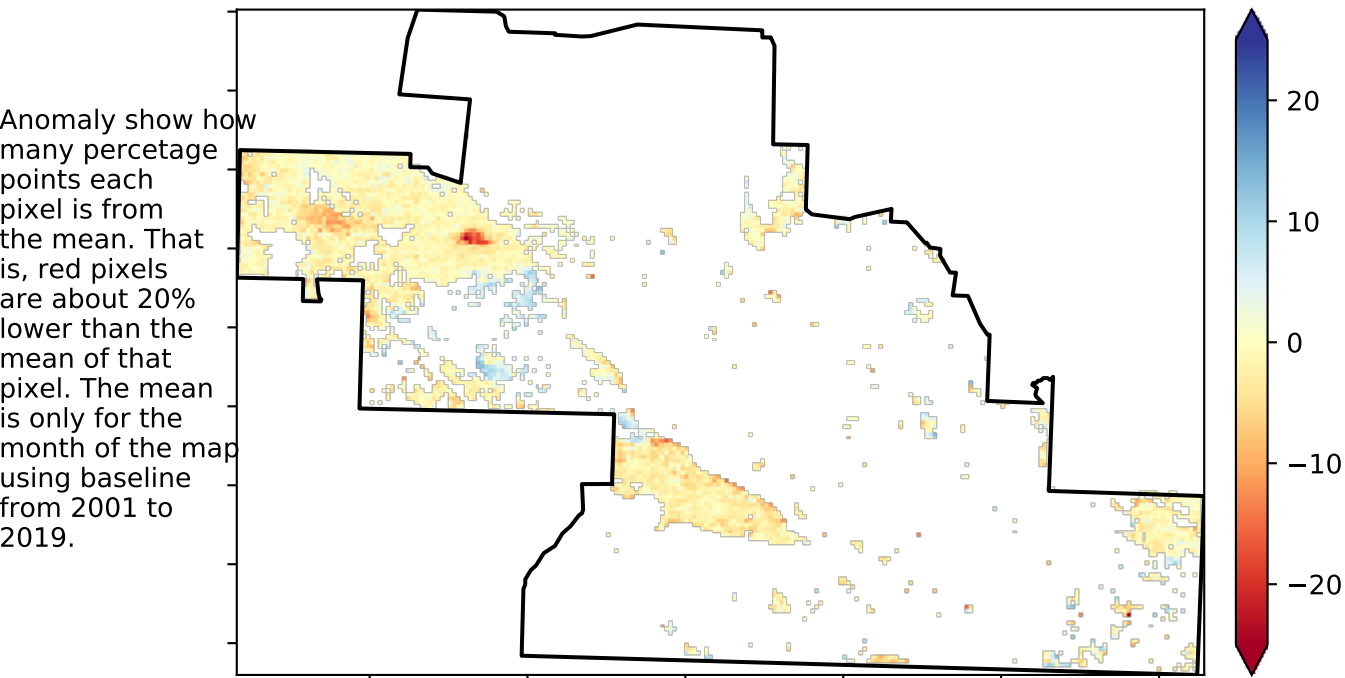 Anomaly show how
many percetage
points each
pixel is from
the mean. That
is, red pixels
are about 20%
lower than the
mean of that
pixel. The mean
is only for the
month of the map
using baseline
from 2001 to
2019.
20
10
0
−10
−20